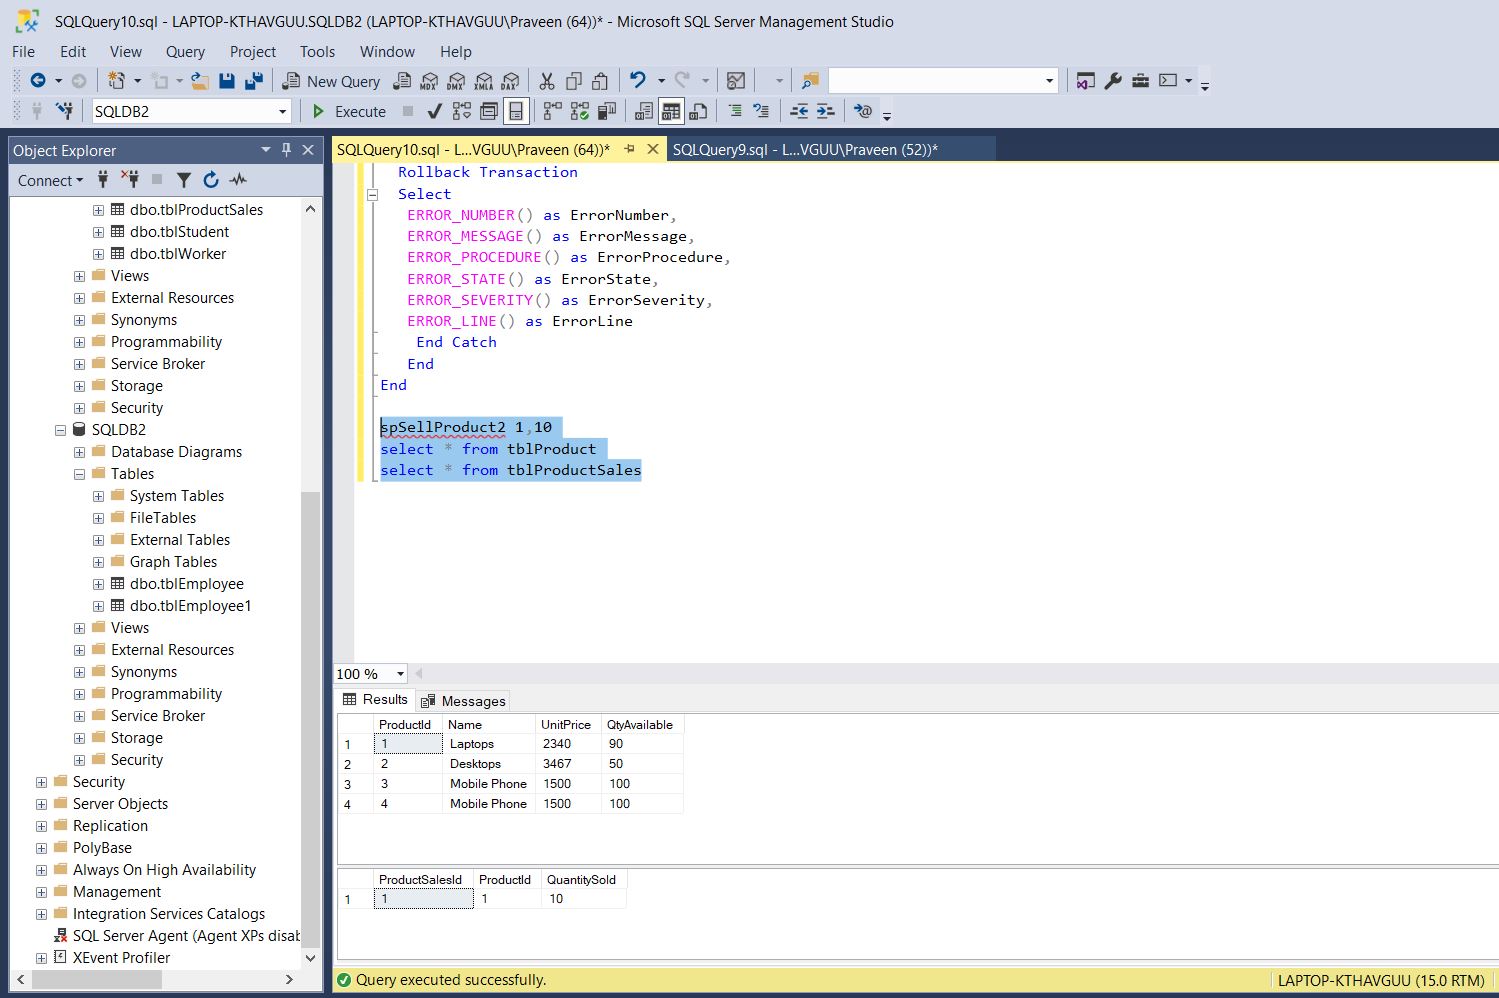 SQLQuery10.sql - LAPTOP-KTHAVGUU.SQLDB2 (LAPTOP-KTHAVGUU\Praveen (64))* - Microsoft SQL Server Management Studio
File Edit View Query Project Tools Window Help
New Query MDX DMX XMLA DAX
SQLDB2 Execute
Object Explorer
Connect
dbo.tblProductSales
dbo.tblStudent
dbo.tblWorker
Views
External Resources
Synonyms
Programmability
Service Broker
Storage
Security
SQLDB2
Database Diagrams
Tables
System Tables
FileTables
External Tables
Graph Tables
dbo.tblEmployee
dbo.tblEmployee1
Views
External Resources
Synonyms
Programmability
Service Broker
Storage
Security
Security
Server Objects
Replication
PolyBase
Always On High Availability
Management
Integration Services Catalogs
SQL Server Agent (Agent XPs disab
XEvent Profiler
SQLQuery10.sql - L...VGUU\Praveen (64))* SQLQuery9.sql - L...VGUU\Praveen (52))*
Rollback Transaction
Select
ERROR_NUMBER() as ErrorNumber,
ERROR_MESSAGE() as ErrorMessage,
ERROR_PROCEDURE() as ErrorProcedure,
ERROR_STATE() as ErrorState,
ERROR_SEVERITY() as ErrorSeverity,
ERROR_LINE() as ErrorLine
End Catch
End
End
spSellProduct2 1,10
select * from tblProduct
select * from tblProductSales
100 %
Results Messages
ProductId Name UnitPrice QtyAvailable
1 1 Laptops 2340 90
2 2 Desktops 3467 50
3 3 Mobile Phone 1500 100
4 4 Mobile Phone 1500 100
ProductSalesId ProductId QuantitySold
1 1 1 10
Query executed successfully. LAPTOP-KTHAVGUU (15.0 RTM)